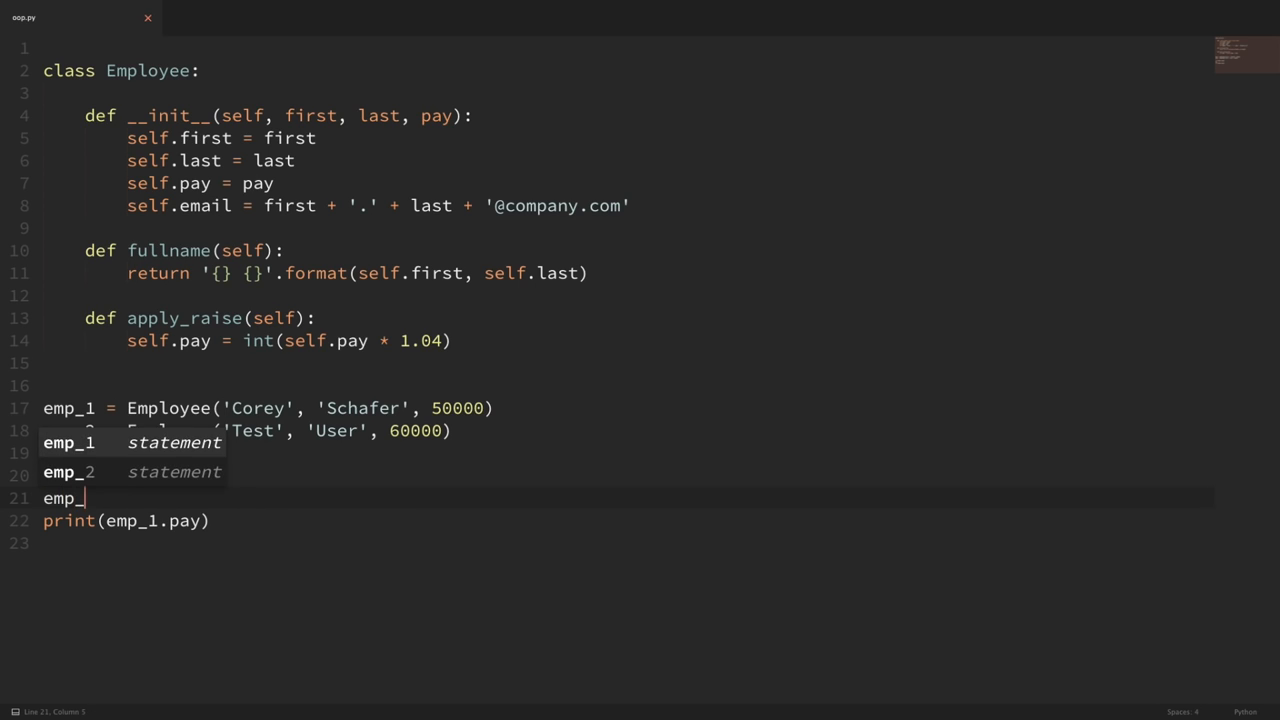 oop.py
1
2 class Employee:
3
4 def __init__(self, first, last, pay):
5 self.first = first
6 self.last = last
7 self.pay = pay
8 self.email = first + '.' + last + '@company.com'
9
10 def fullname(self):
11 return '{} {}'.format(self.first, self.last)
12
13 def apply_raise(self):
14 self.pay = int(self.pay * 1.04)
15
16
17 emp_1 = Employee('Corey', 'Schafer', 50000)
18 ('Test', 'User', 60000)
emp_1 statement
19
emp_2 statement
20
21 emp_
22 print(emp_1.pay)
23
Line 21, Column 5
Spaces: 4
Python